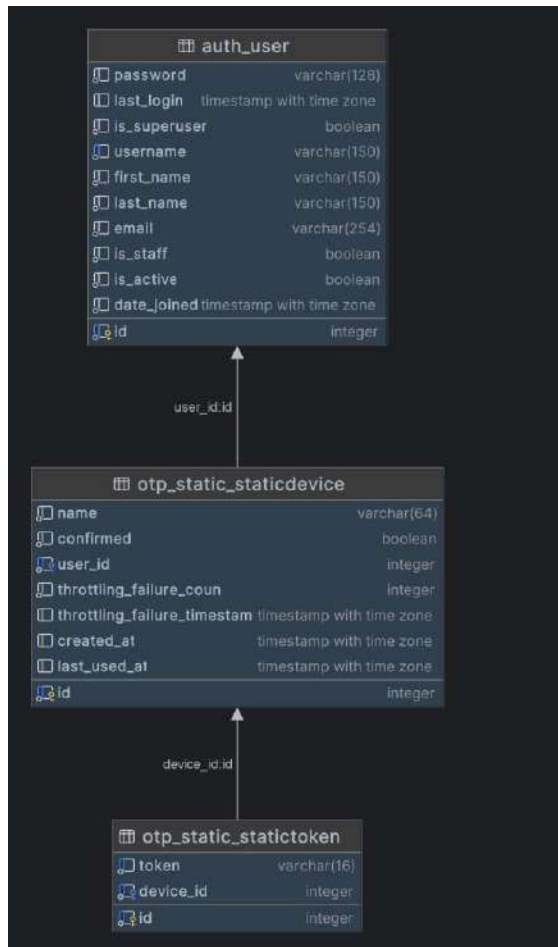 auth_user
password varchar(128)
last_login timestamp with time zone
is_superuser boolean
username varchar(150)
first_name varchar(150)
last_name varchar(150)
email varchar(254)
is_staff boolean
is_active boolean
date_joined timestamp with time zone
id integer
user_id:id
otp_static_staticdevice
name varchar(64)
confirmed boolean
user_id integer
throttling_failure_coun integer
throttling_failure_timestam timestamp with time zone
created_at timestamp with time zone
last_used_at timestamp with time zone
id integer
device_id:id
otp_static_statictoken
token varchar(16)
device_id integer
id integer